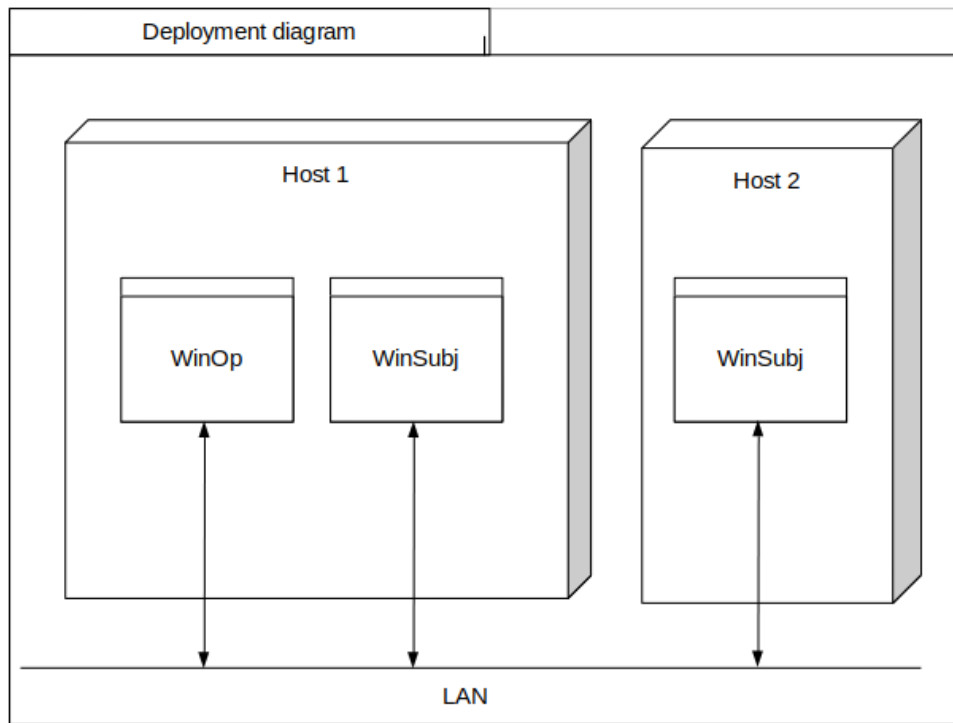 Deployment diagram
Host 1
Host 2
WinOp
WinSubj
WinSubj
LAN